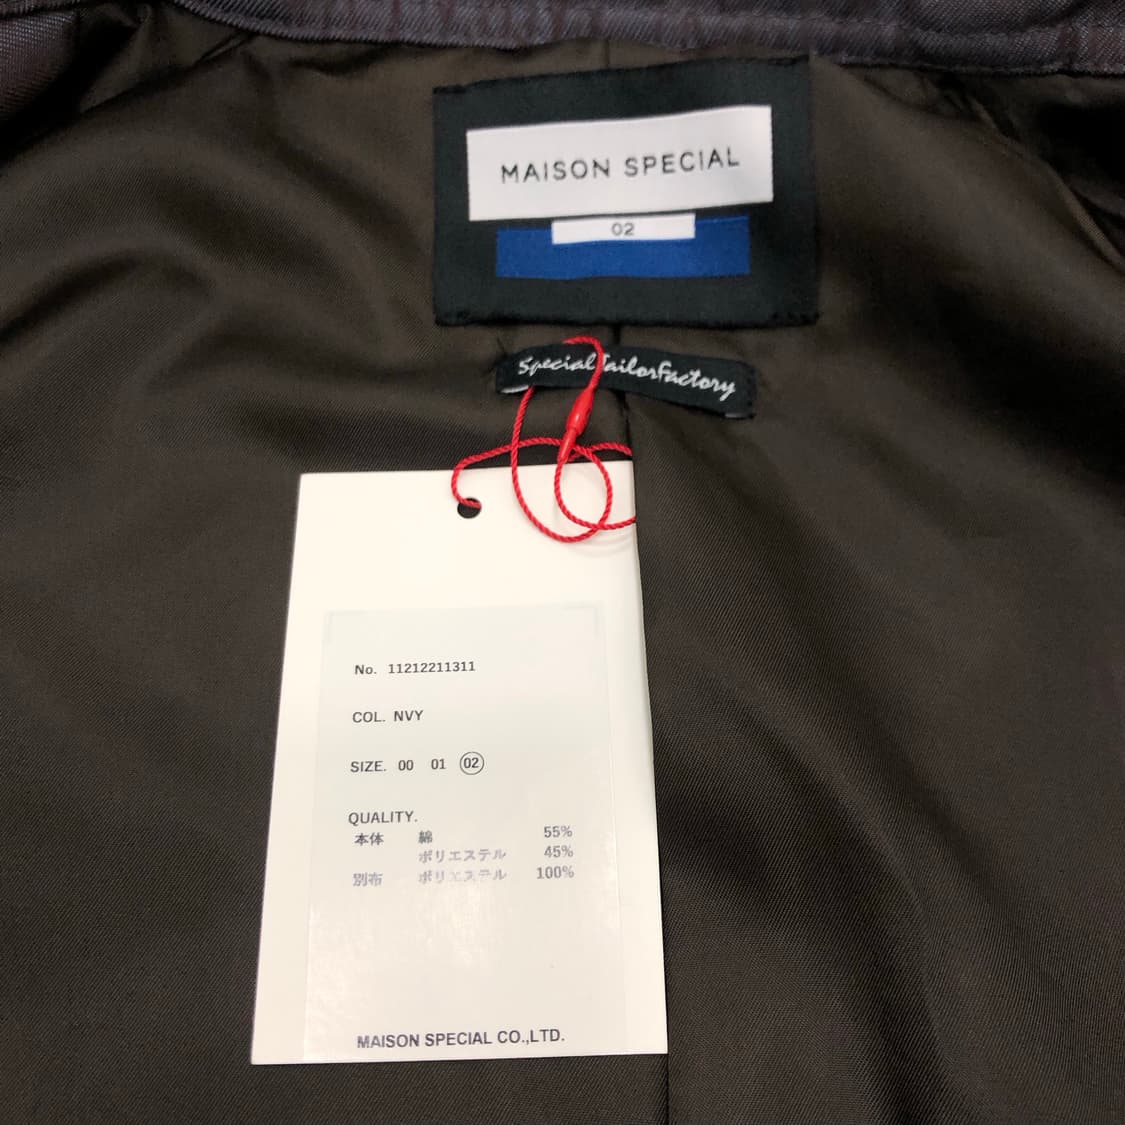 MAISON SPECIAL
02
SpecialTailorFactory
No. 11212211311
COL. NVY
SIZE. 00 01 02
QUALITY.
本体 綿 55%
ポリエステル 45%
別布 ポリエステル 100%
MAISON SPECIAL CO.,LTD.